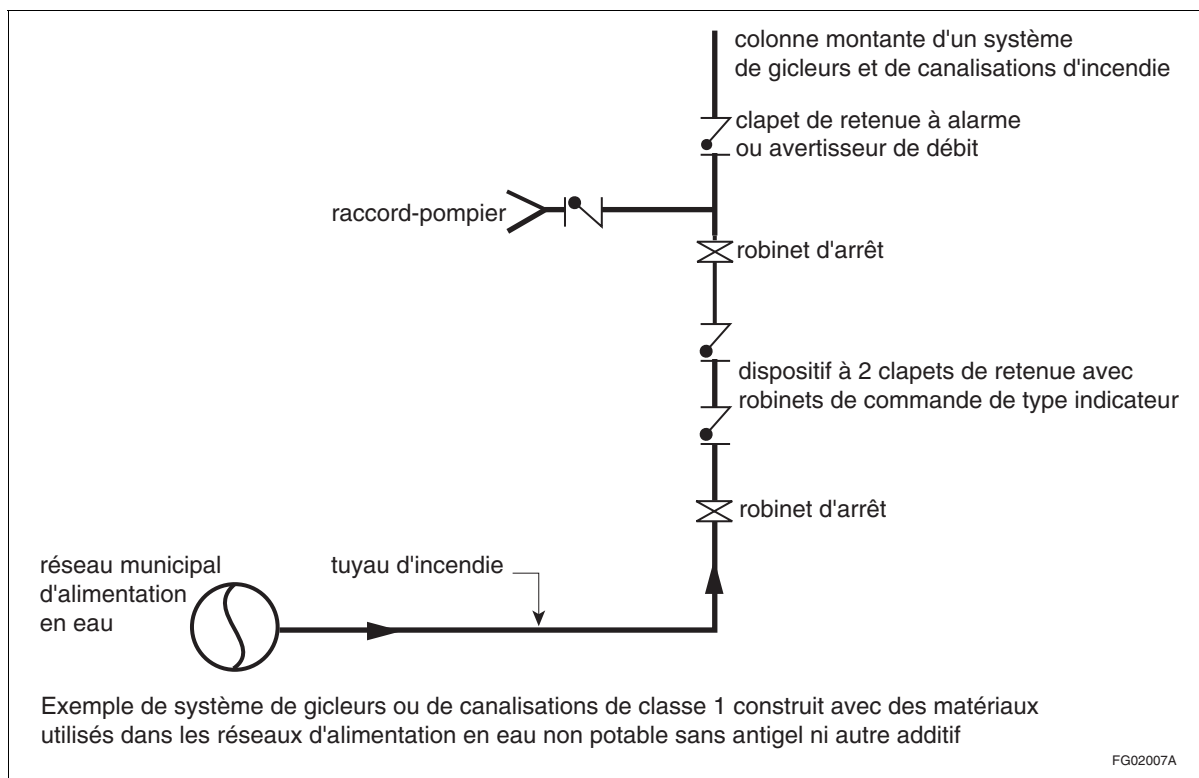 colonne montante d'un système
de gicleurs et de canalisations d'incendie
clapet de retenue à alarme
ou avertisseur de débit
raccord-pompier
robinet d'arrêt
dispositif à 2 clapets de retenue avec
robinets de commande de type indicateur
robinet d'arrêt
réseau municipal
d'alimentation
en eau
tuyau d'incendie
Exemple de système de gicleurs ou de canalisations de classe 1 construit avec des matériaux
utilisés dans les réseaux d'alimentation en eau non potable sans antigel ni autre additif
FG02007A